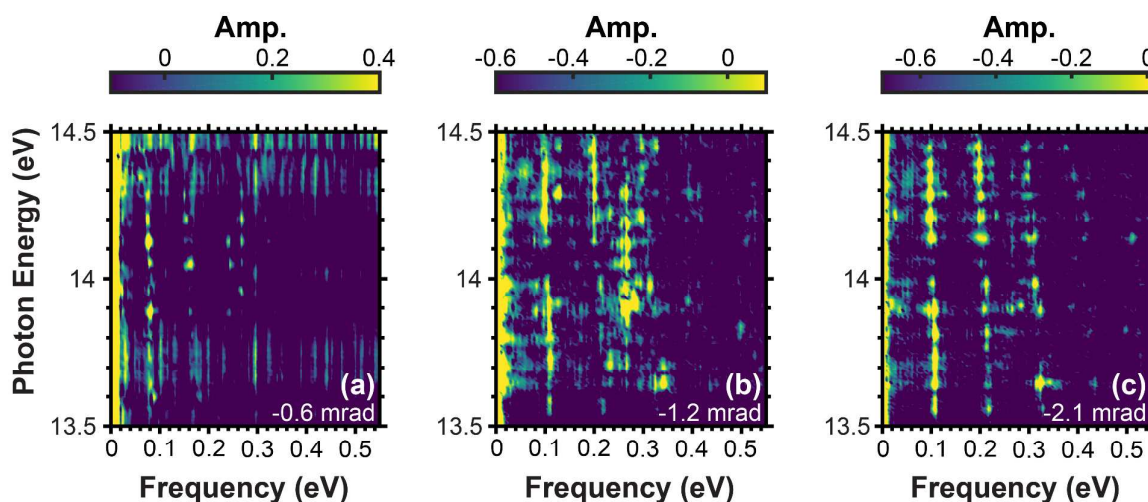 Amp. Amp. Amp.
0 0.2 0.4 -0.6 -0.4 -0.2 0 -0.6 -0.4 -0.2 0
Photon Energy (eV)
14.5 14.5 14.5
14 14 14
13.5 13.5 13.5
(a) (b) (c)
-0.6 mrad -1.2 mrad -2.1 mrad
0 0.1 0.2 0.3 0.4 0.5 0 0.1 0.2 0.3 0.4 0.5 0 0.1 0.2 0.3 0.4 0.5
Frequency (eV) Frequency (eV) Frequency (eV)